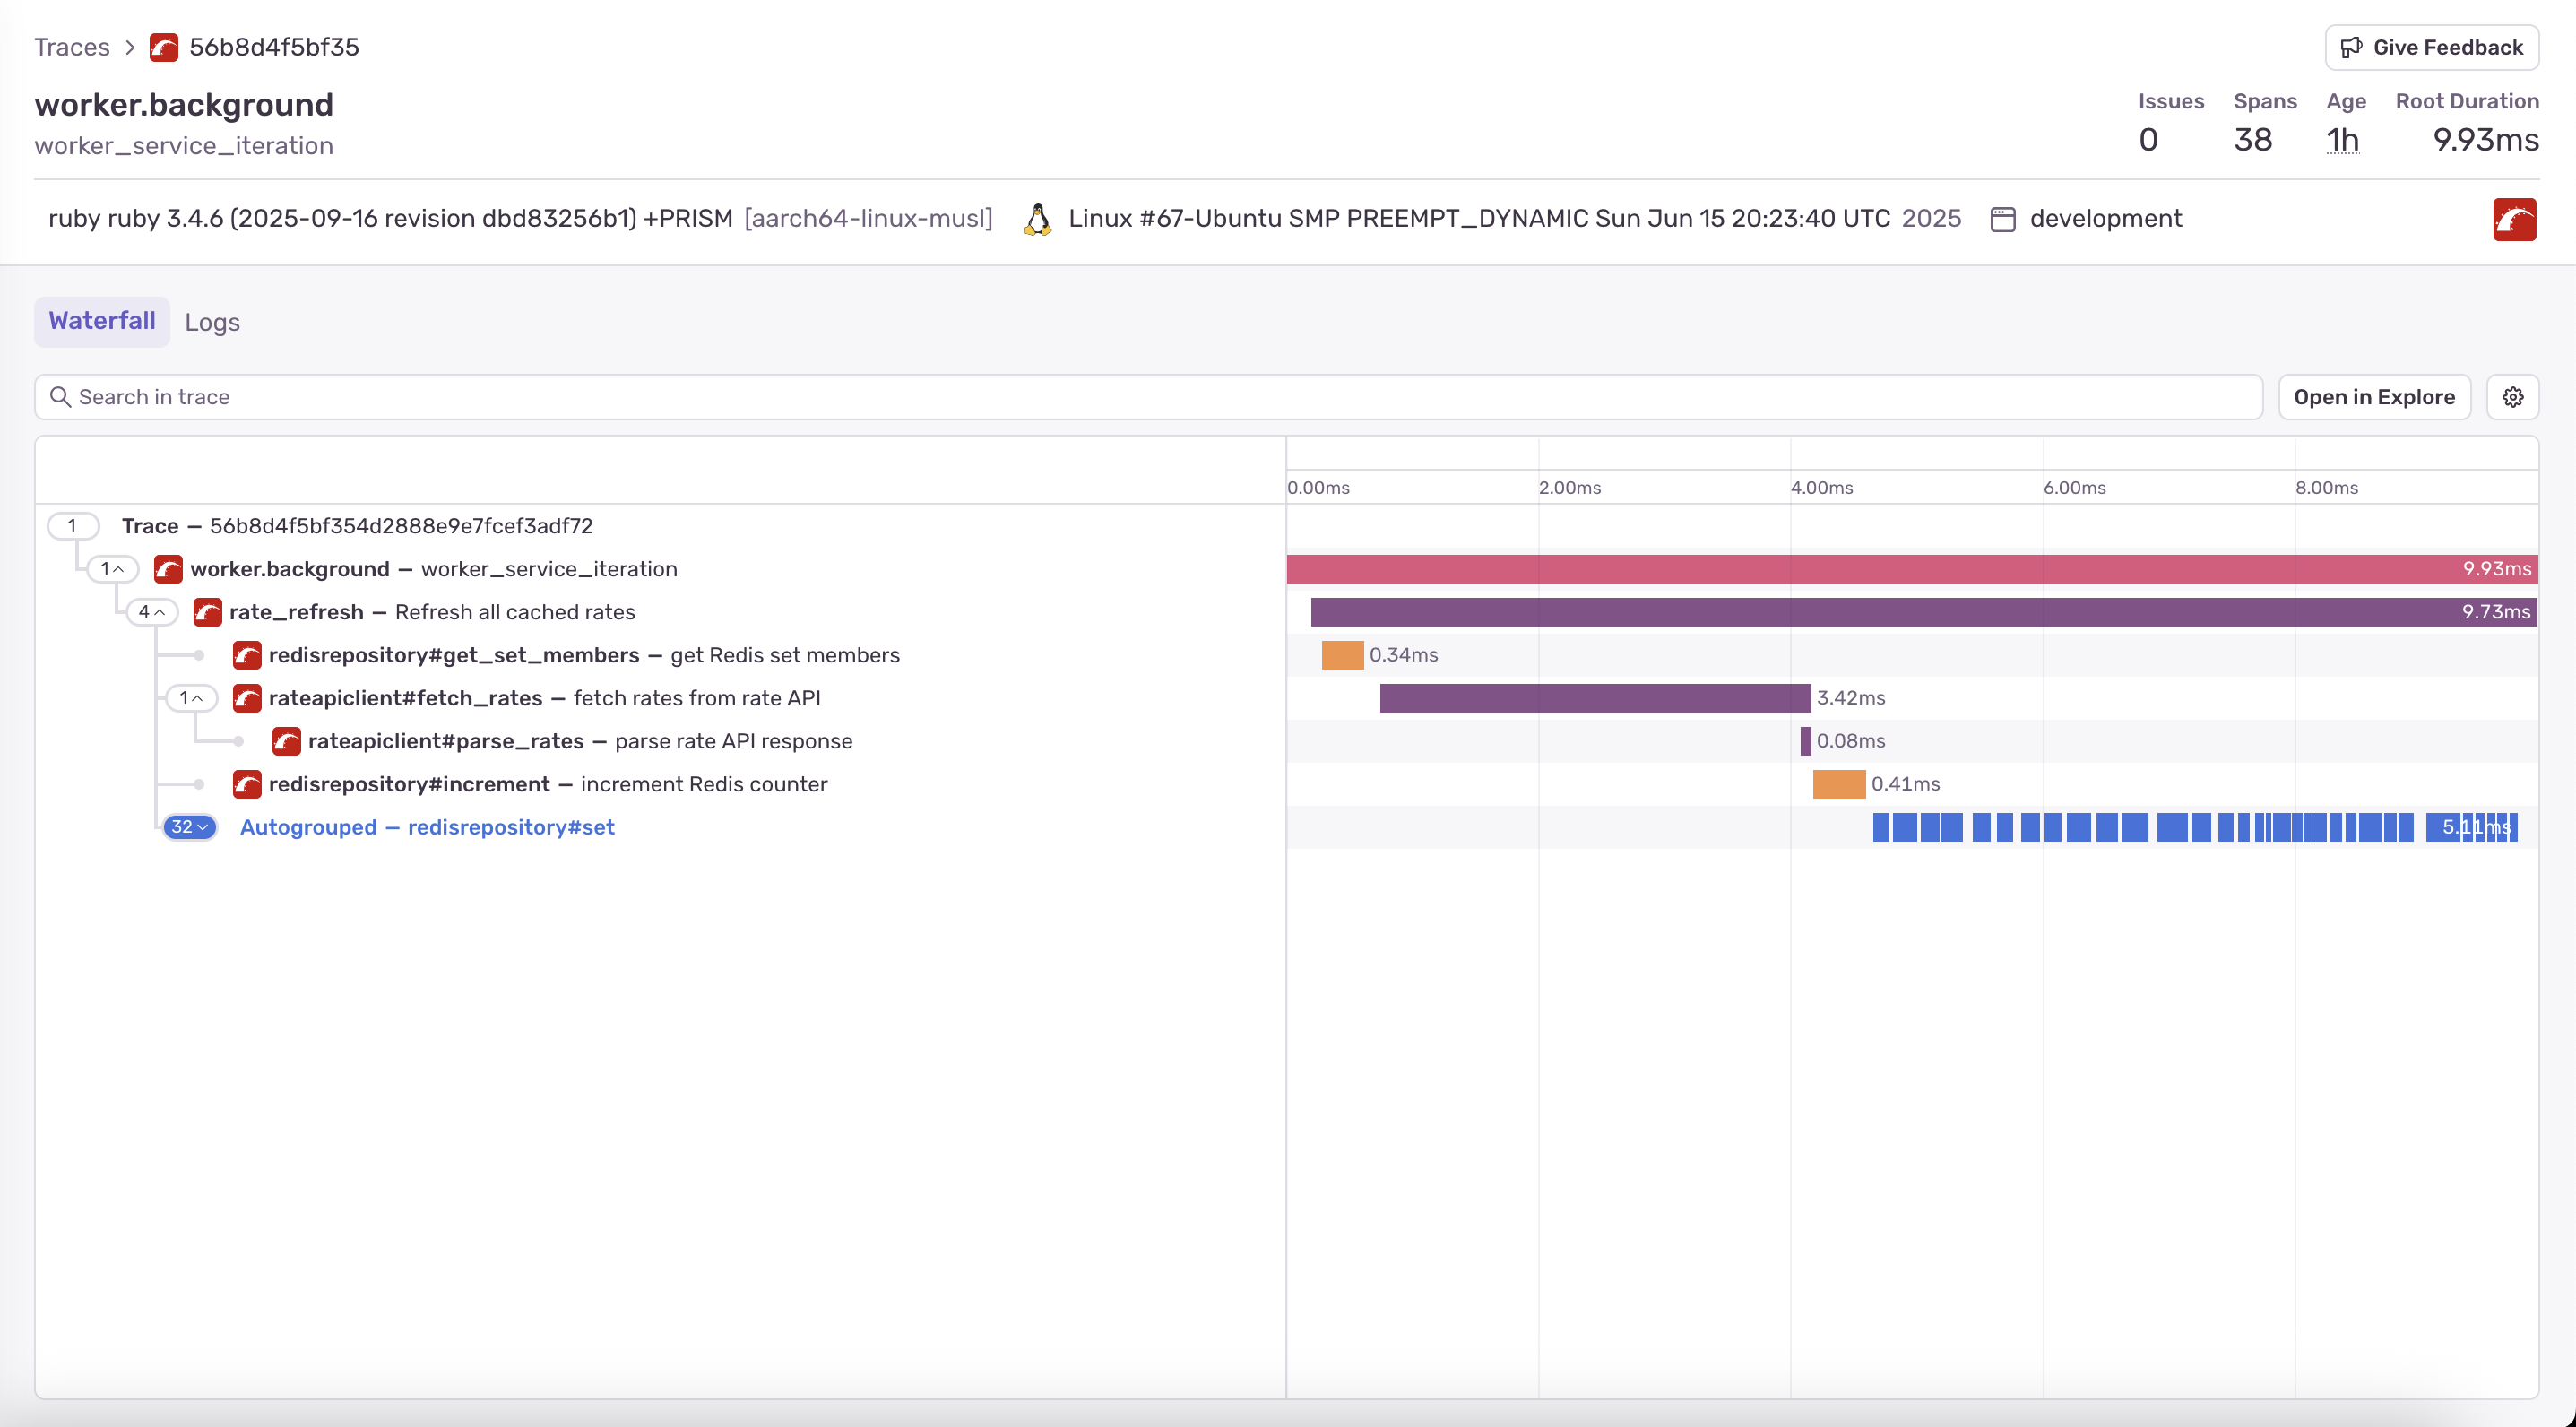 Traces > 56b8d4f5bf35
Give Feedback
worker.background
worker_service_iteration
Issues Spans Age Root Duration
0 38 1h 9.93ms
ruby ruby 3.4.6 (2025-09-16 revision dbd83256b1) +PRISM [aarch64-linux-musl] Linux #67-Ubuntu SMP PREEMPT_DYNAMIC Sun Jun 15 20:23:40 UTC 2025 development
Waterfall Logs
Search in trace
Open in Explore
0.00ms 2.00ms 4.00ms 6.00ms 8.00ms
1 Trace — 56b8d4f5bf354d2888e9e7fcef3adf72
1 worker.background — worker_service_iteration 9.93ms
4 rate_refresh — Refresh all cached rates 9.73ms
redisrepository#get_set_members — get Redis set members 0.34ms
1 rateapiclient#fetch_rates — fetch rates from rate API 3.42ms
rateapiclient#parse_rates — parse rate API response 0.08ms
redisrepository#increment — increment Redis counter 0.41ms
32 Autogrouped — redisrepository#set 5.11ms